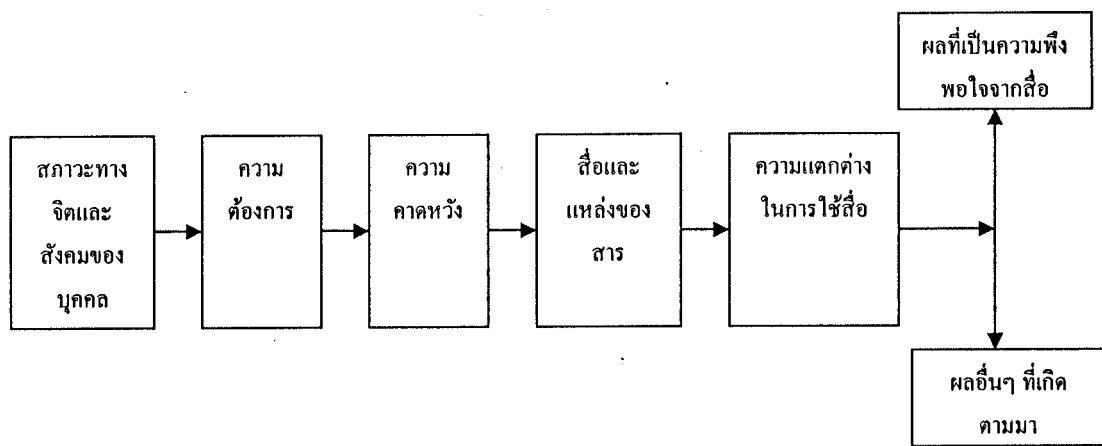 สภาวะทาง
จิตและ
สังคมของ
บุคคล
ความ
ต้องการ
ความ
คาดหวัง
สื่อและ
แหล่งของ
สาร
ความแตกต่าง
ในการใช้สื่อ
ผลที่เป็นความพึง
พอใจจากสื่อ
ผลอื่นๆ ที่เกิด
ตามมา